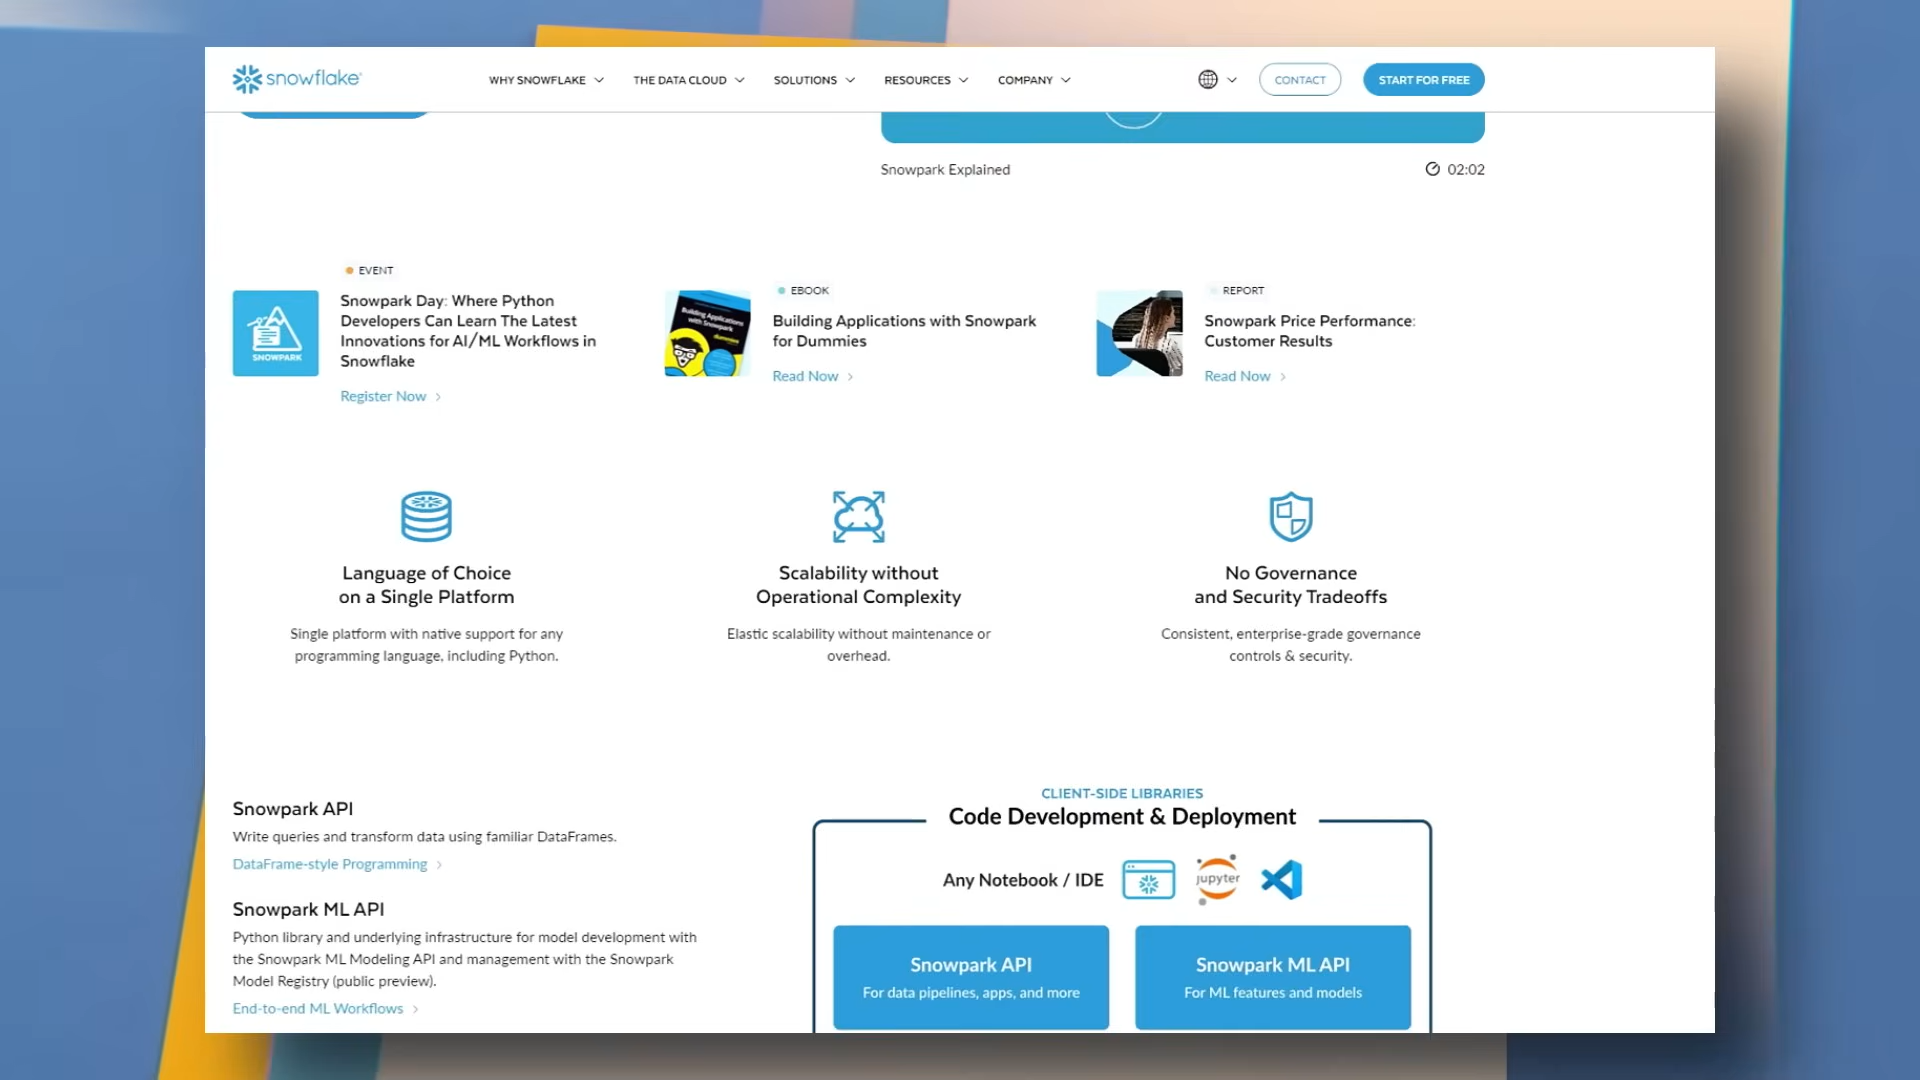 snowflake
WHY SNOWFLAKE
THE DATA CLOUD
SOLUTIONS
RESOURCES
COMPANY
CONTACT
START FOR FREE
Snowpark Explained
02:02
EVENT
Snowpark Day: Where Python
Developers Can Learn The Latest
Innovations for AI/ML Workflows in
Snowflake
Register Now
SNOWPARK
EBOOK
Building Applications with Snowpark
for Dummies
Read Now
Building Applications
with Snowpark
REPORT
Snowpark Price Performance:
Customer Results
Read Now
Language of Choice
on a Single Platform
Single platform with native support for any
programming language, including Python.
Scalability without
Operational Complexity
Elastic scalability without maintenance or
overhead.
No Governance
and Security Tradeoffs
Consistent, enterprise-grade governance
controls & security.
Snowpark API
Write queries and transform data using familiar DataFrames.
DataFrame-style Programming
Snowpark ML API
Python library and underlying infrastructure for model development with
the Snowpark ML Modeling API and management with the Snowpark
Model Registry (public preview).
End-to-end ML Workflows
CLIENT-SIDE LIBRARIES
Code Development & Deployment
Any Notebook / IDE
jupyter
Snowpark API
For data pipelines, apps, and more
Snowpark ML API
For ML features and models